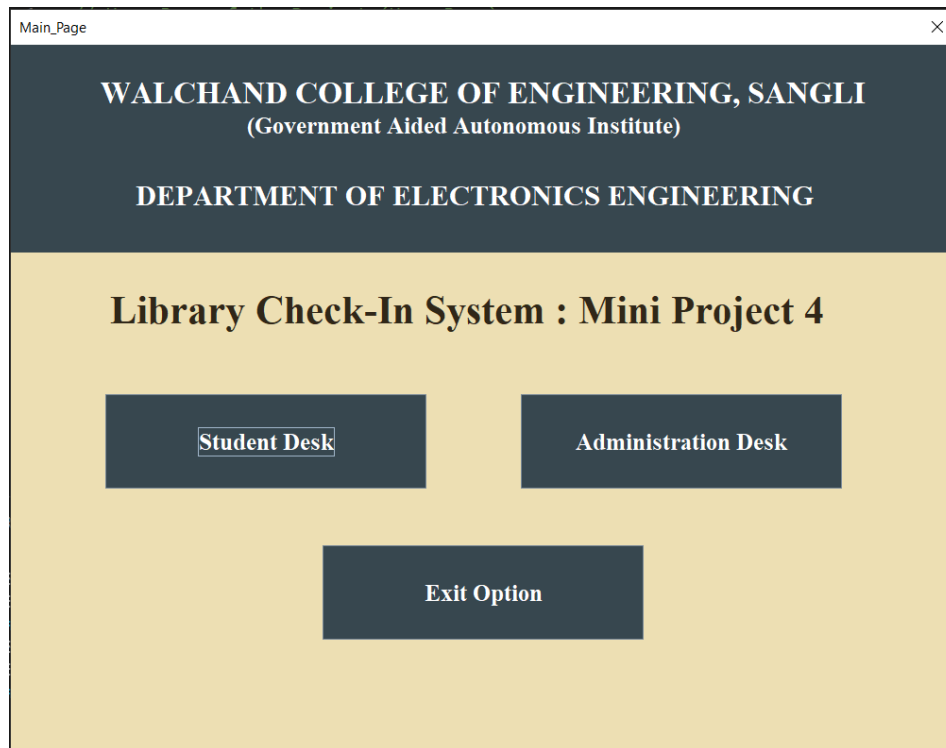 Main_Page
WALCHAND COLLEGE OF ENGINEERING, SANGLI
(Government Aided Autonomous Institute)
DEPARTMENT OF ELECTRONICS ENGINEERING
Library Check-In System : Mini Project 4
Student Desk
Administration Desk
Exit Option